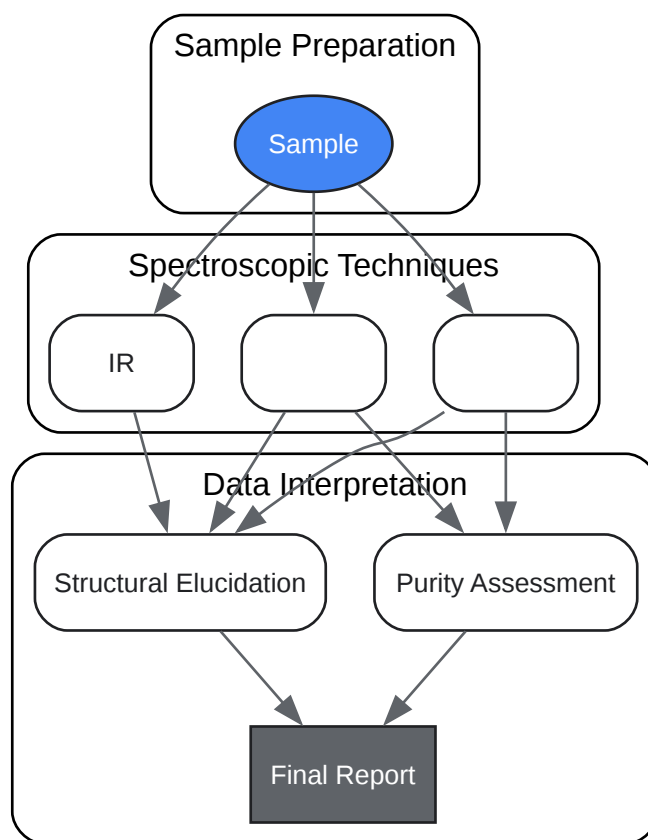 Sample Preparation
Sample
Spectroscopic Techniques
IR
Data Interpretation
Structural Elucidation
Purity Assessment
Final Report